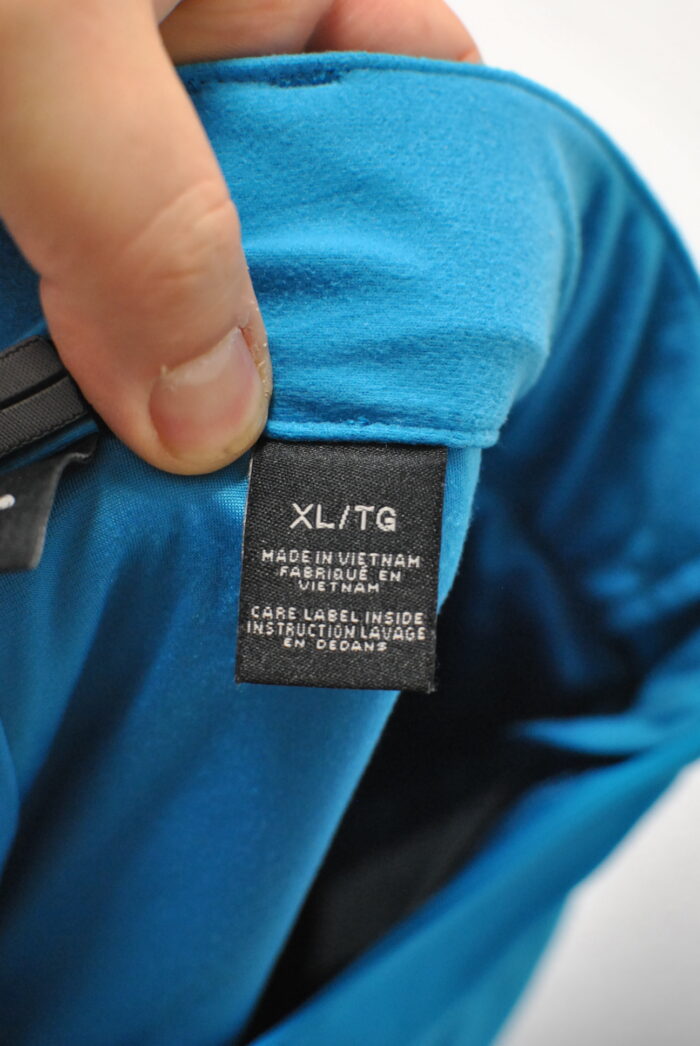 XL/TG
MADE IN VIETNAM
FABRIQUÉ EN
VIETNAM
CARE LABEL INSIDE
INSTRUCTION LAVAGE
EN DEDANS